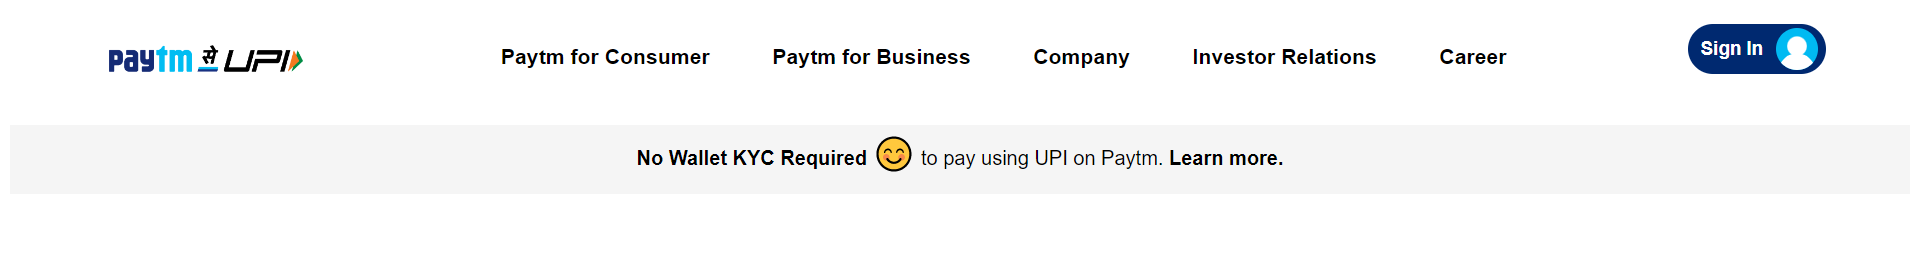 paytm से UPI
Paytm for Consumer
Paytm for Business
Company
Investor Relations
Career
Sign In
No Wallet KYC Required to pay using UPI on Paytm. Learn more.